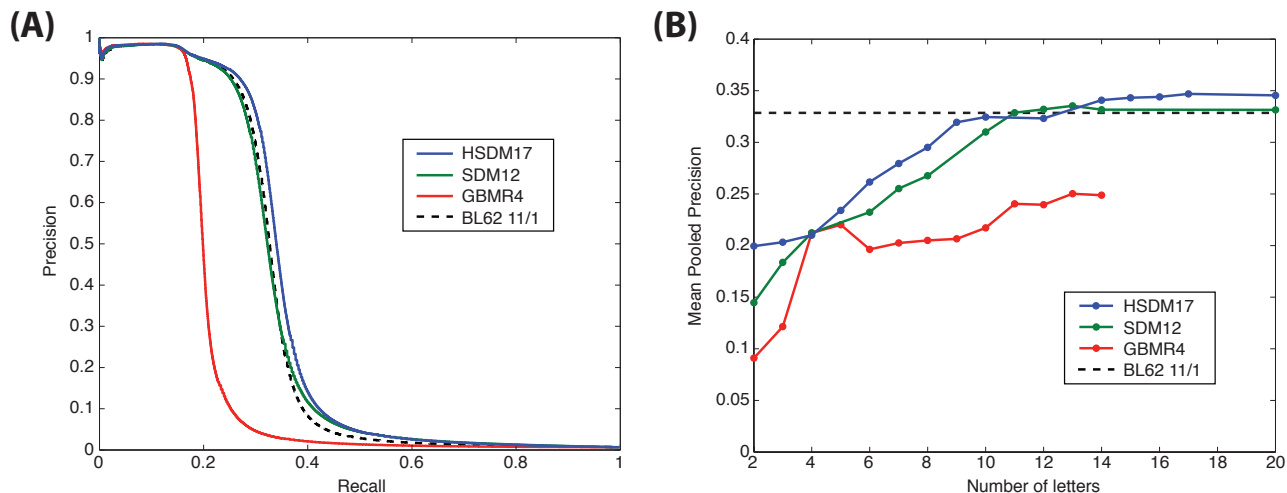 (A)
1
0.9
0.8
0.7
0.6
0.5
0.4
0.3
0.2
0.1
0
0
0.2
0.4
0.6
0.8
1
Precision
Recall
HSDM17
SDM12
GBMR4
BL62 11/1
(B)
0.4
0.35
0.3
0.25
0.2
0.15
0.1
0.05
0
2
4
6
8
10
12
14
16
18
20
Mean Pooled Precision
Number of letters
HSDM17
SDM12
GBMR4
BL62 11/1